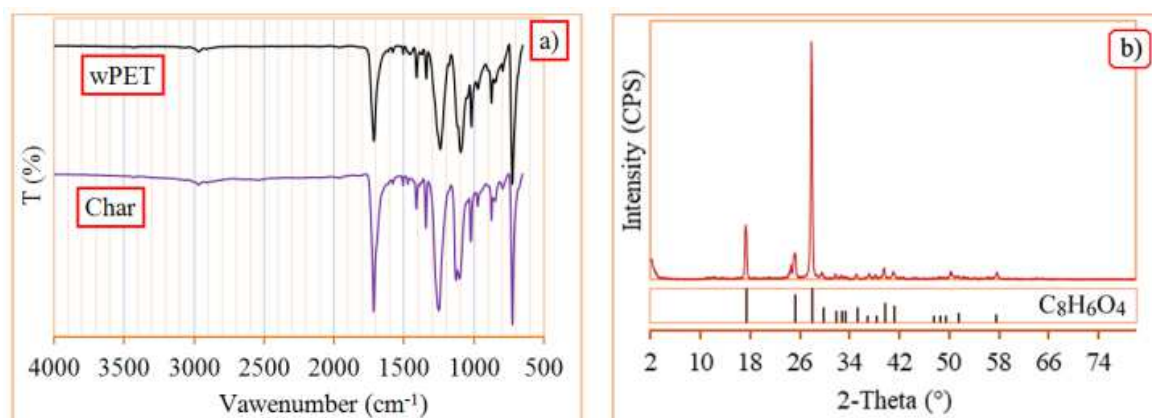 a)
wPET
Char
T (%)
4000 3500 3000 2500 2000 1500 1000 500
Vawenumber (cm-1)
b)
Intensity (CPS)
C8H6O4
2 10 18 26 34 42 50 58 66 74
2-Theta (°)